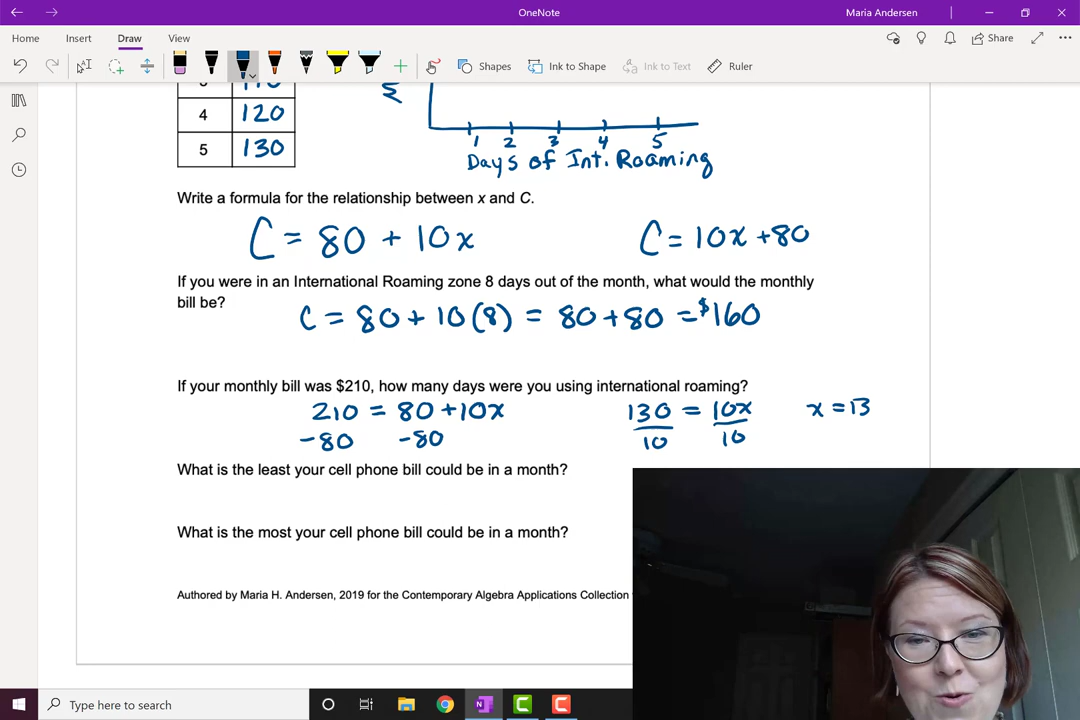 OneNote
Maria Andersen
Home Insert Draw View
Share
Shapes
Ink to Shape
Ink to Text
Ruler
4 120
5 130
1 2 3 4 5
Days of Int. Roaming
Write a formula for the relationship between x and C.
C = 80 + 10x
C = 10x + 80
If you were in an International Roaming zone 8 days out of the month, what would the monthly
bill be?
C = 80 + 10(8) = 80 + 80 = $160
If your monthly bill was $210, how many days were you using international roaming?
210 = 80 + 10x 130 = 10x x = 13
-80 -80 10 10
What is the least your cell phone bill could be in a month?
What is the most your cell phone bill could be in a month?
Authored by Maria H. Andersen, 2019 for the Contemporary Algebra Applications Collection
Type here to search